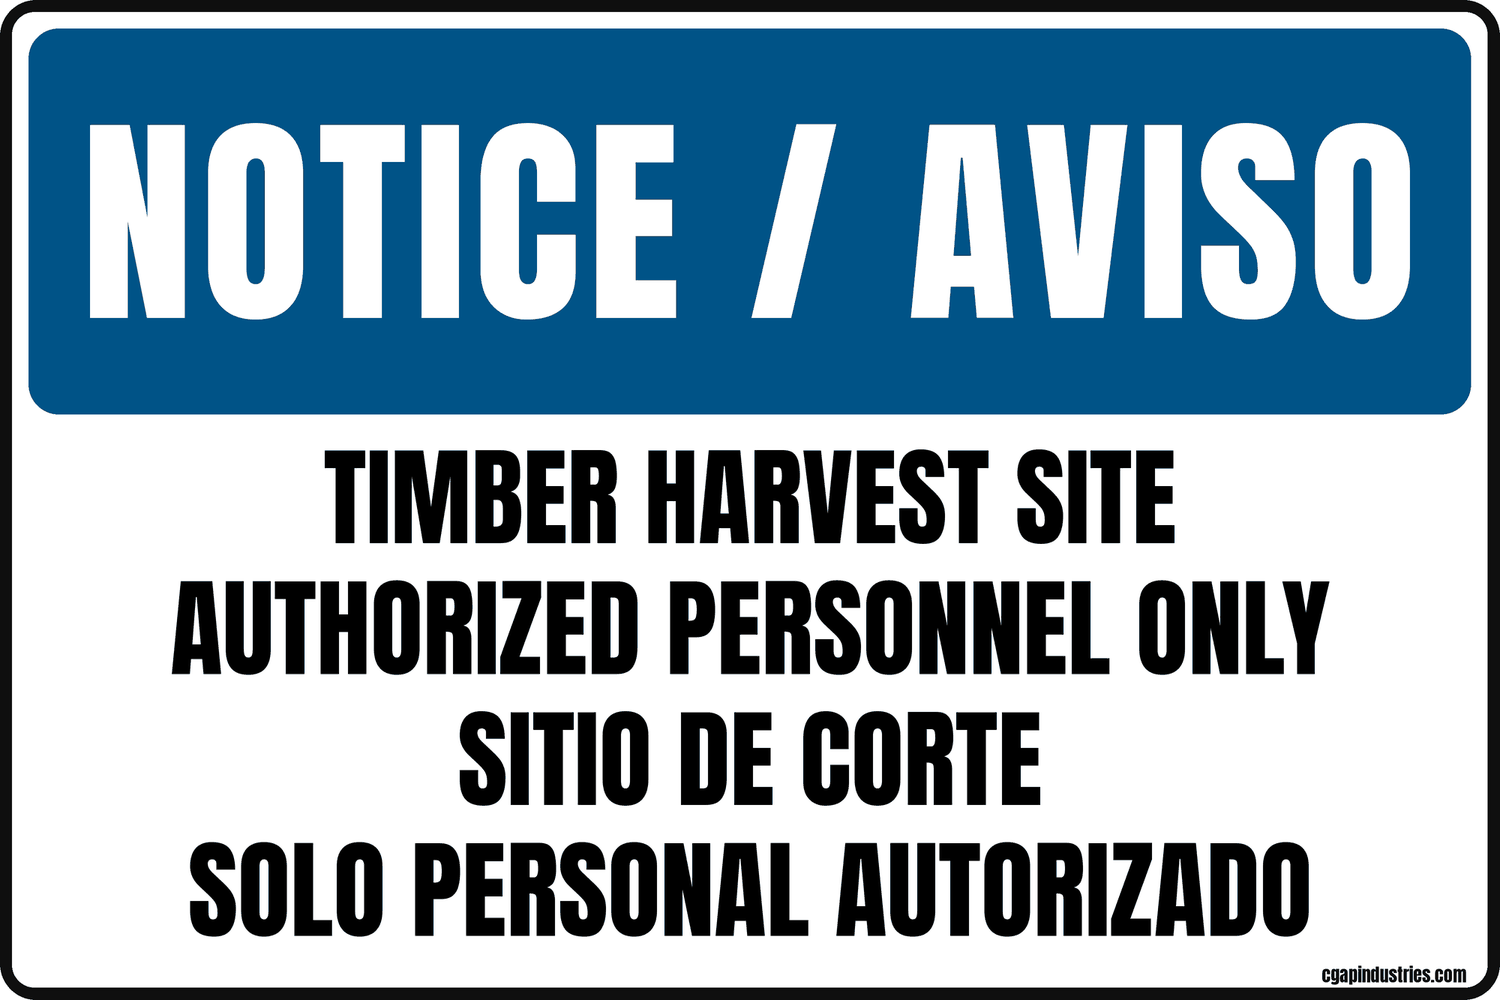 NOTICE / AVISO
TIMBER HARVEST SITE
AUTHORIZED PERSONNEL ONLY
SITIO DE CORTE
SOLO PERSONAL AUTORIZADO
cgapindustries.com